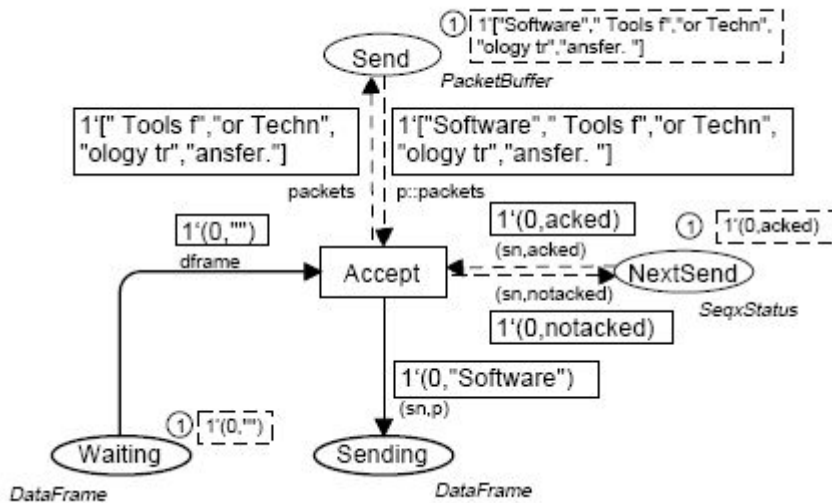 1 1‘["Software"," Tools f","or Techn",
"ology tr","ansfer. "]
Send
PacketBuffer
1‘[" Tools f","or Techn",
"ology tr","ansfer."]
1‘["Software"," Tools f","or Techn",
"ology tr","ansfer. "]
packets
p::packets
1‘(0,"")
dframe
1‘(0,acked)
(sn,acked)
1 1‘(0,acked)
Accept
NextSend
(sn,notacked)
SeqxStatus
1‘(0,notacked)
1‘(0,"Software")
(sn,p)
1 1‘(0,"")
Waiting
Sending
DataFrame
DataFrame